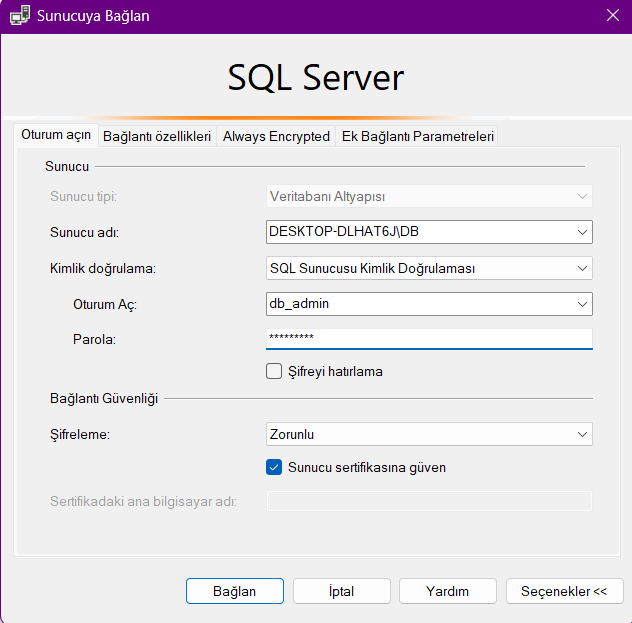 Sunucuya Bağlan
SQL Server
Oturum açın Bağlantı özellikleri Always Encrypted Ek Bağlantı Parametreleri
Sunucu
Sunucu tipi: Veritabanı Altyapısı
Sunucu adı: DESKTOP-DLHAT6J\DB
Kimlik doğrulama: SQL Sunucusu Kimlik Doğrulaması
Oturum Aç: db_admin
Parola: *********
Şifreyi hatırlama
Bağlantı Güvenliği
Şifreleme: Zorunlu
Sunucu sertifikasına güven
Sertifikadaki ana bilgisayar adı:
Bağlan İptal Yardım Seçenekler <<